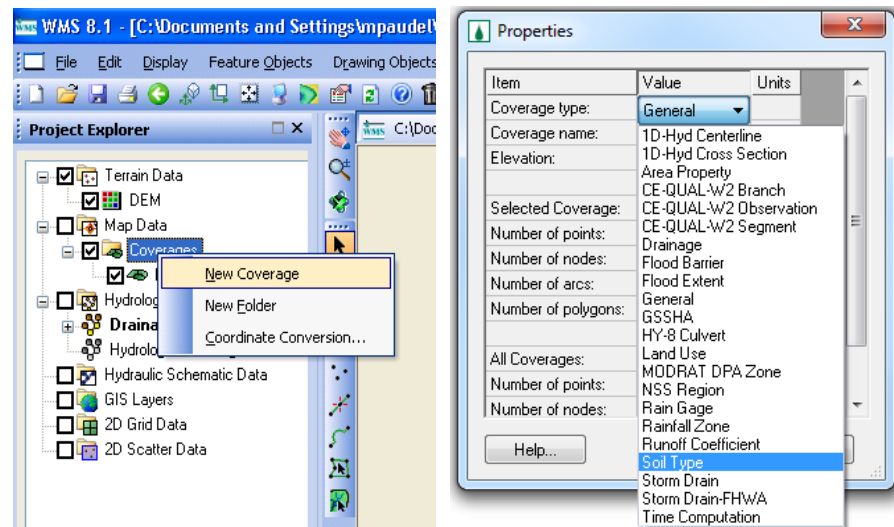 WMS 8.1 - [C:\Documents and Settings\mpaudel\
File Edit Display Feature Objects Drawing Objects
Project Explorer
C:\Doc
Terrain Data
DEM
Map Data
Coverages
New Coverage
New Folder
Coordinate Conversion...
Hydrolog
Draina
Hydrolog
Hydraulic Schematic Data
GIS Layers
2D Grid Data
2D Scatter Data
Properties
Item Value Units
Coverage type: General
Coverage name:
Elevation:
Selected Coverage:
Number of points:
Number of nodes:
Number of arcs:
Number of polygons:
All Coverages:
Number of points:
Number of nodes:
Help...
1D-Hyd Centerline
1D-Hyd Cross Section
Area Property
CE-QUAL-W2 Branch
CE-QUAL-W2 Observation
CE-QUAL-W2 Segment
Drainage
Flood Barrier
Flood Extent
General
GSSHA
HY-8 Culvert
Land Use
MODRAT DPA Zone
NSS Region
Rain Gage
Rainfall Zone
Runoff Coefficient
Soil Type
Storm Drain
Storm Drain-FHWA
Time Computation